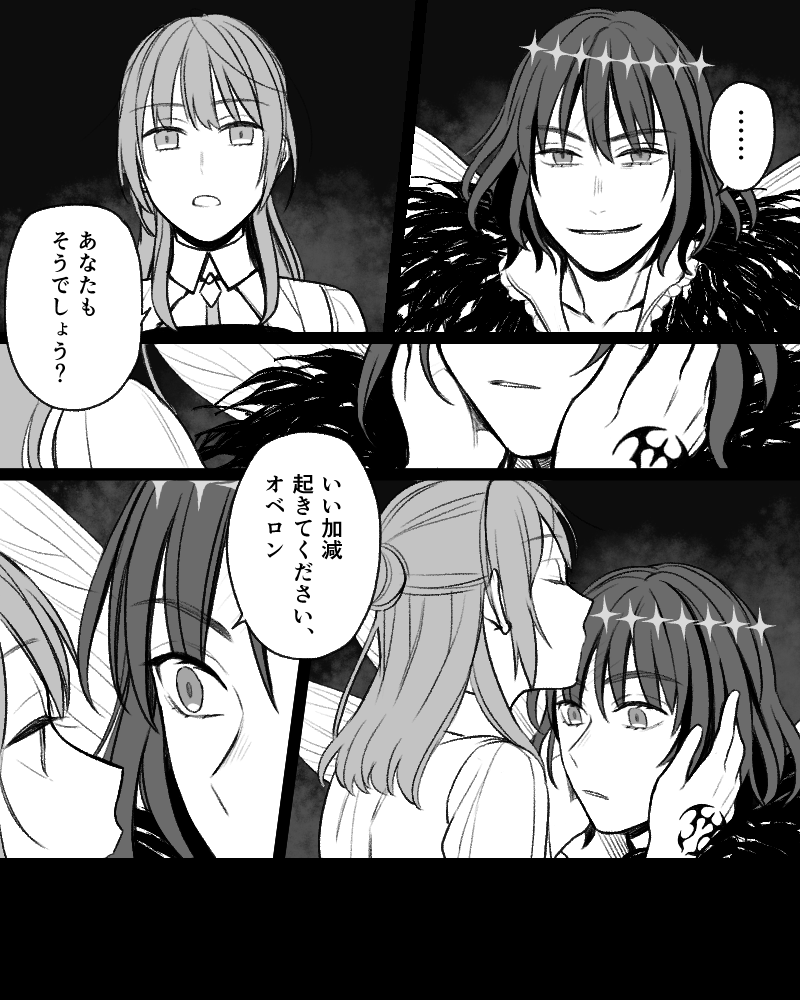 ……
あなたも
そうでしょう？
いい加減
起きてください、
オベロン